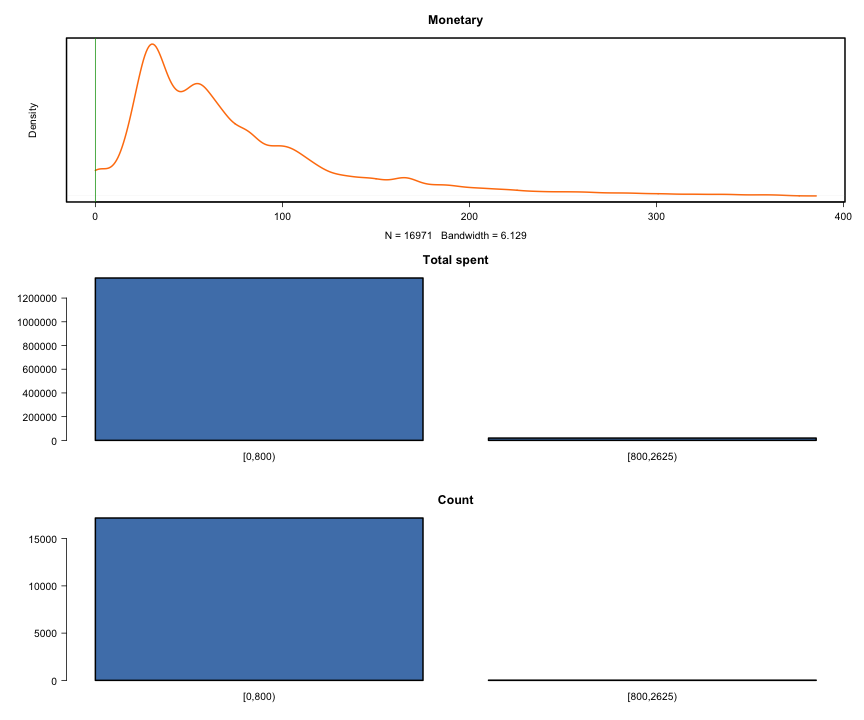 Monetary
Density
0 100 200 300 400
N = 16971   Bandwidth = 6.129
Total spent
1200000
1000000
800000
600000
400000
200000
0
[0,800) [800,2625)
Count
15000
10000
5000
0
[0,800) [800,2625)